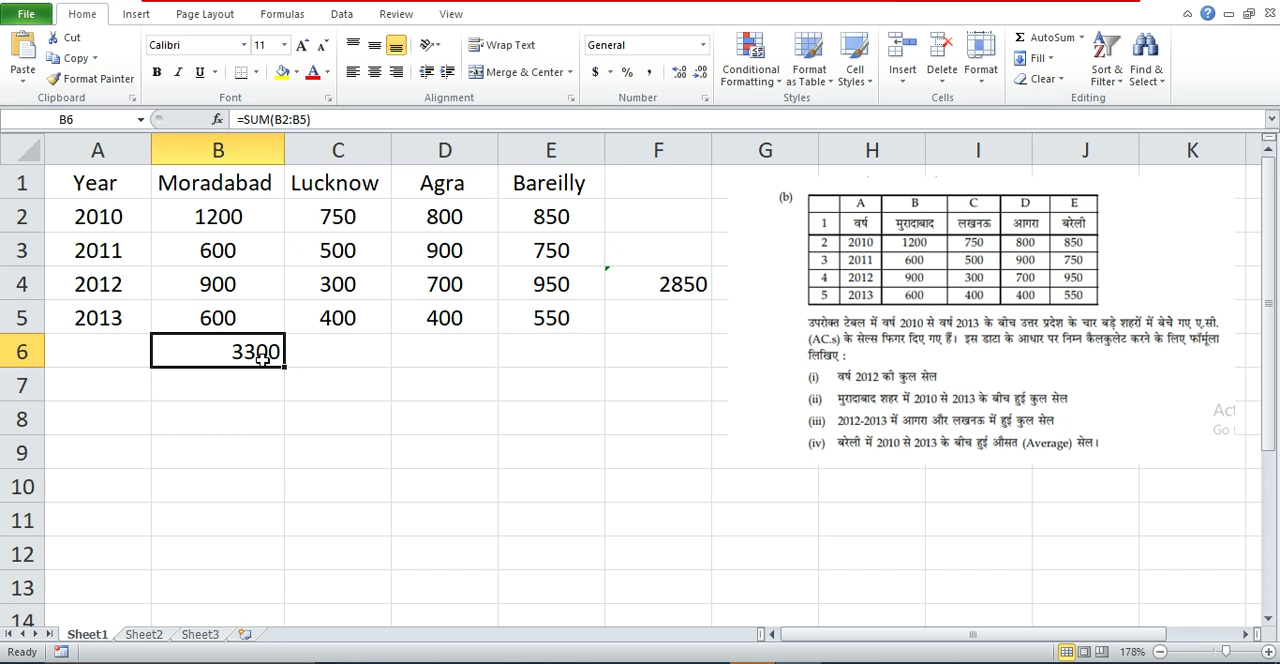 File Home Insert Page Layout Formulas Data Review View
Cut
Copy
Format Painter
Paste
Calibri 11
B I U
Wrap Text
Merge & Center
General
$ % ,
Conditional Formatting
Format as Table
Cell Styles
Insert Delete Format
Σ AutoSum
Fill
Clear
Sort & Filter
Find & Select
Clipboard Font Alignment Number Styles Cells Editing
B6 fx =SUM(B2:B5)
A B C D E F G H I J K
1 Year Moradabad Lucknow Agra Bareilly
2 2010 1200 750 800 850
3 2011 600 500 900 750
4 2012 900 300 700 950 2850
5 2013 600 400 400 550
6 3300
7
8
9
10
11
12
13
14
(b)
A B C D E
1 वर्ष मुरादाबाद लखनऊ आगरा बरेली
2 2010 1200 750 800 850
3 2011 600 500 900 750
4 2012 900 300 700 950
5 2013 600 400 400 550
उपरोक्त टेबल में वर्ष 2010 से वर्ष 2013 के बीच उत्तर प्रदेश के चार बड़े शहरों में बेचे गए ए.सी.
(AC.s) के सेल्स फिगर दिए गए हैं। इस डाटा के आधार पर निम्न कैलकुलेट करने के लिए फॉर्मूला
लिखिए :
(i) वर्ष 2012 की कुल सेल
(ii) मुरादाबाद शहर में 2010 से 2013 के बीच हुई कुल सेल
(iii) 2012-2013 में आगरा और लखनऊ में हुई कुल सेल
(iv) बरेली में 2010 से 2013 के बीच हुई औसत (Average) सेल।
Sheet1 Sheet2 Sheet3
Ready 178%